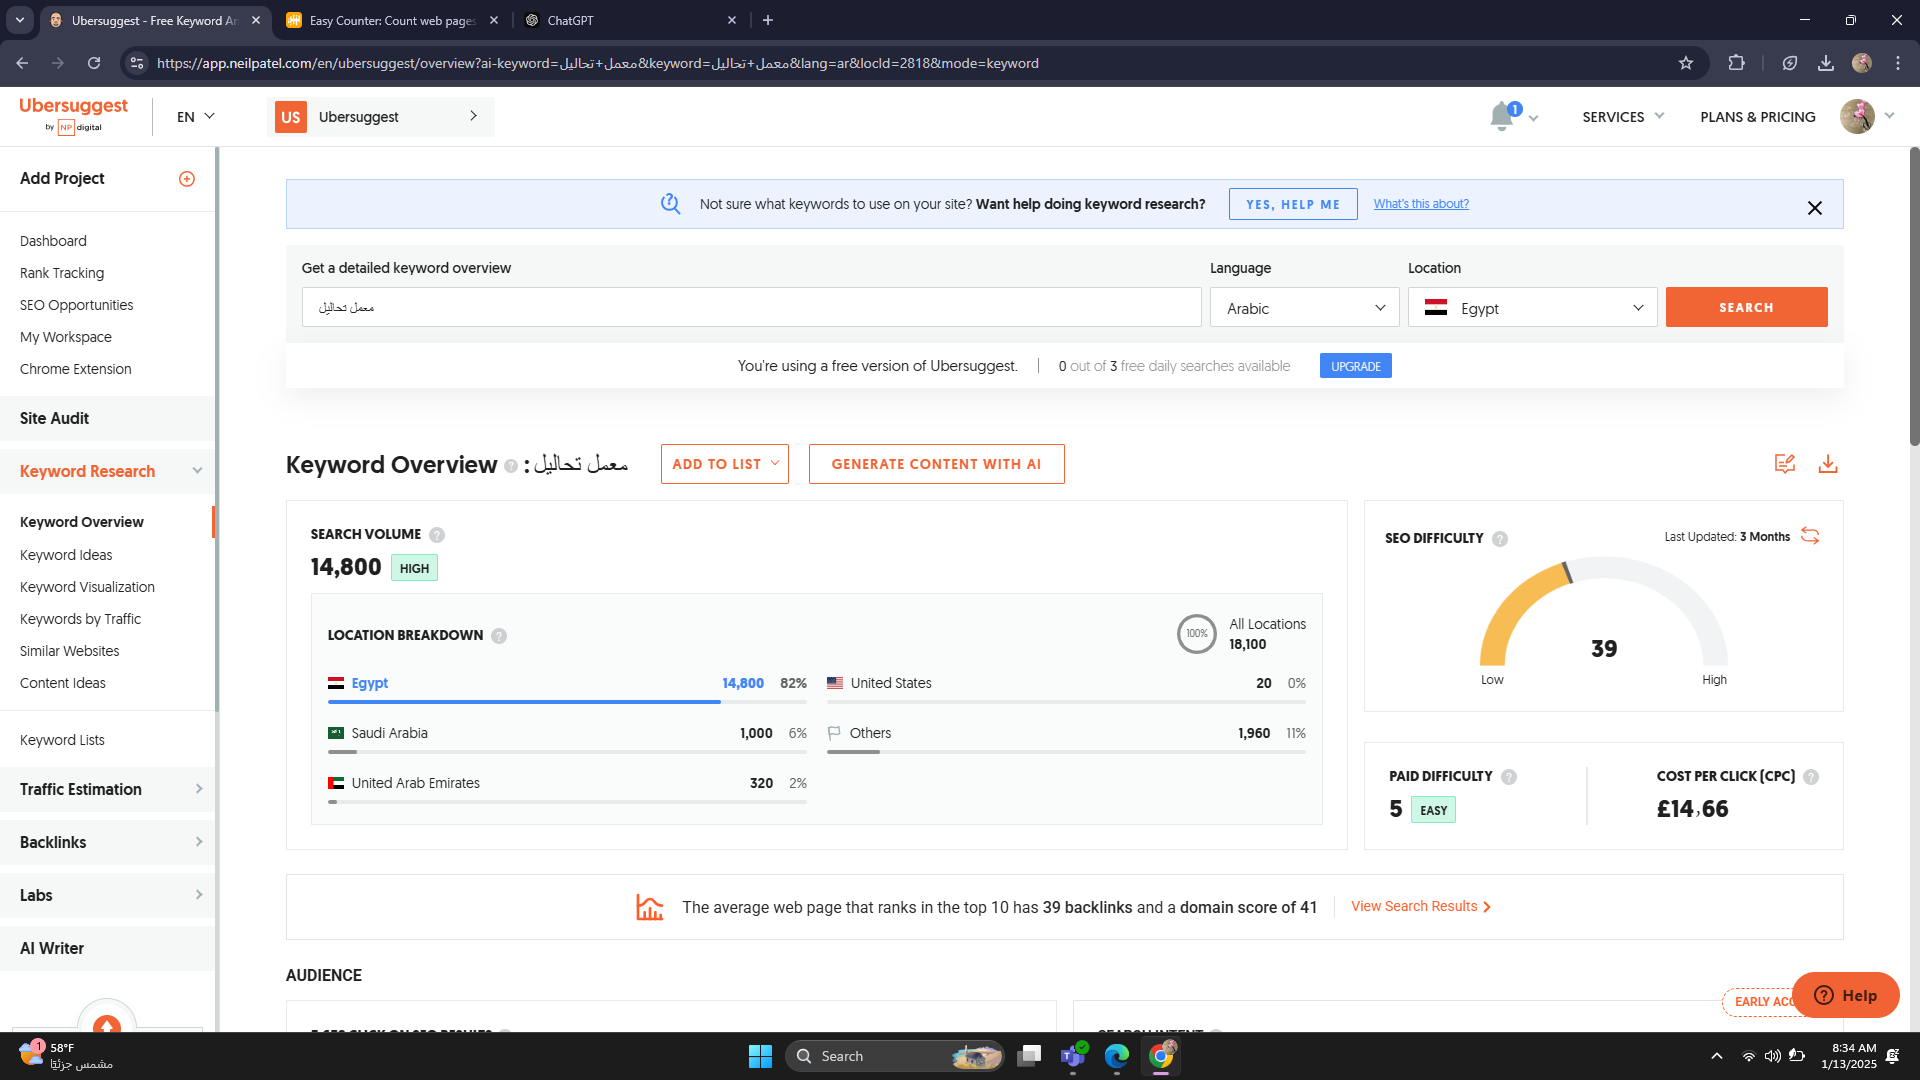 Ubersuggest - Free Keyword An
Easy Counter: Count web pages
ChatGPT
https://app.neilpatel.com/en/ubersuggest/overview?ai-keyword=معمل+تحاليل&keyword=معمل+تحاليل&lang=ar&locId=2818&mode=keyword
Ubersuggest
by NP digital
EN
US Ubersuggest
1
SERVICES
PLANS & PRICING
Add Project
Dashboard
Rank Tracking
SEO Opportunities
My Workspace
Chrome Extension
Site Audit
Keyword Research
Keyword Overview
Keyword Ideas
Keyword Visualization
Keywords by Traffic
Similar Websites
Content Ideas
Keyword Lists
Traffic Estimation
Backlinks
Labs
AI Writer
Not sure what keywords to use on your site? Want help doing keyword research?
YES, HELP ME
What's this about?
Get a detailed keyword overview
Language
Location
معمل تحاليل
Arabic
Egypt
SEARCH
You're using a free version of Ubersuggest.
0 out of 3 free daily searches available
UPGRADE
Keyword Overview ? : معمل تحاليل
ADD TO LIST
GENERATE CONTENT WITH AI
SEARCH VOLUME ?
14,800 HIGH
LOCATION BREAKDOWN ?
100%
All Locations
18,100
Egypt 14,800 82%
United States 20 0%
Saudi Arabia 1,000 6%
Others 1,960 11%
United Arab Emirates 320 2%
SEO DIFFICULTY ?
Last Updated: 3 Months
39
Low
High
PAID DIFFICULTY ?
5 EASY
COST PER CLICK (CPC) ?
£14٫66
The average web page that ranks in the top 10 has 39 backlinks and a domain score of 41
View Search Results
AUDIENCE
EARLY ACC
Help
SEARCH INTENT
1
58°F
مشمس جزئيًا
Search
8:34 AM
1/13/2025